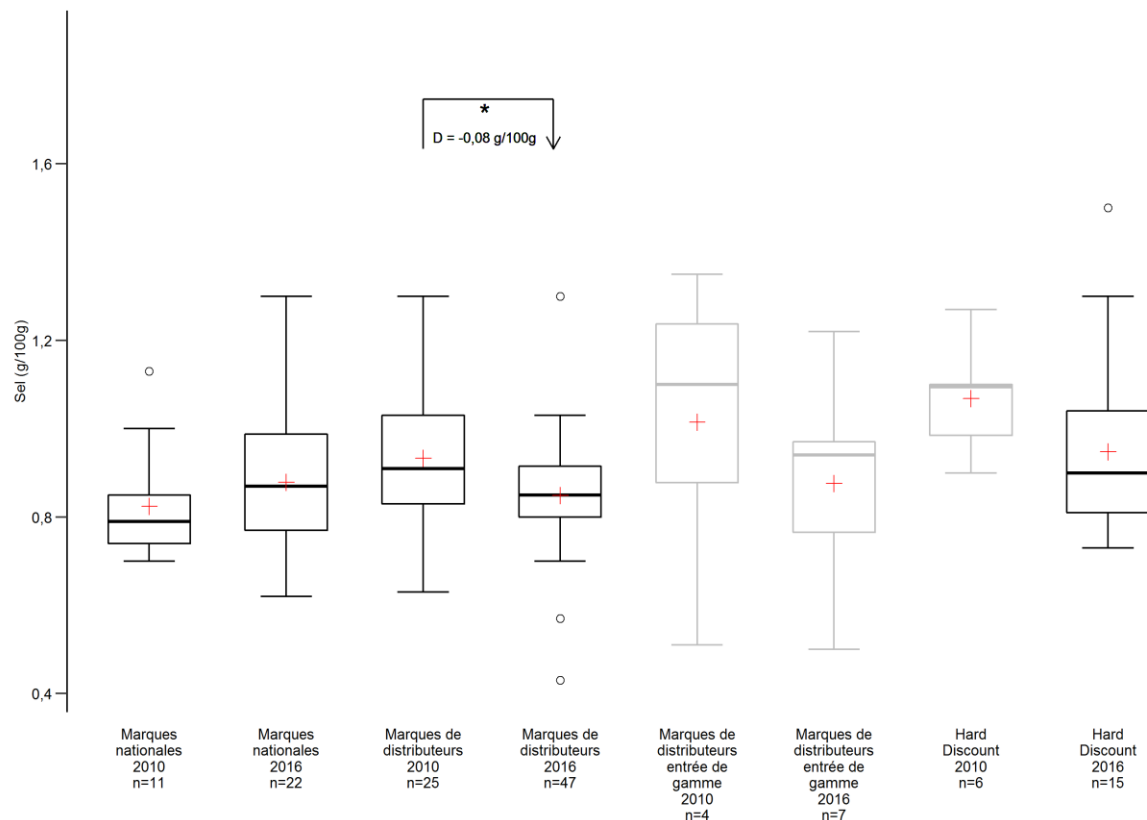 *
D = -0,08 g/100g
1,6
1,2
0,8
0,4
Sel (g/100g)
Marques
nationales
2010
n=11
Marques
nationales
2016
n=22
Marques de
distributeurs
2010
n=25
Marques de
distributeurs
2016
n=47
Marques de
distributeurs
entrée de
gamme
2010
n=4
Marques de
distributeurs
entrée de
gamme
2016
n=7
Hard
Discount
2010
n=6
Hard
Discount
2016
n=15